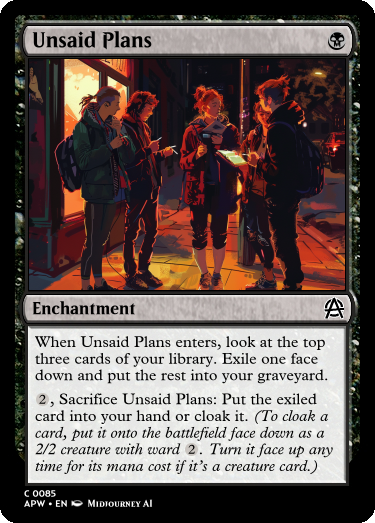 Unsaid Plans
Enchantment
When Unsaid Plans enters, look at the top
three cards of your library. Exile one face
down and put the rest into your graveyard.
2, Sacrifice Unsaid Plans: Put the exiled
card into your hand or cloak it. (To cloak a
card, put it onto the battlefield face down as a
2/2 creature with ward 2. Turn it face up any
time for its mana cost if it's a creature card.)
C 0085
APW • EN Midjourney AI